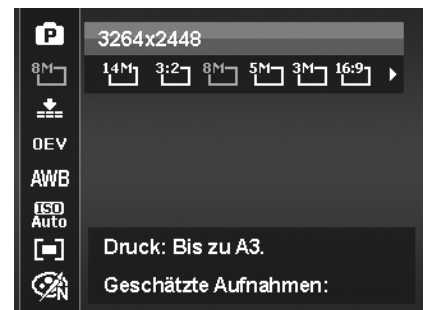 P
3264x2448
8M
14M 3:2 8M 5M 3M 16:9
0EV
AWB
ISO
Auto
Druck: Bis zu A3.
N
Geschätzte Aufnahmen: